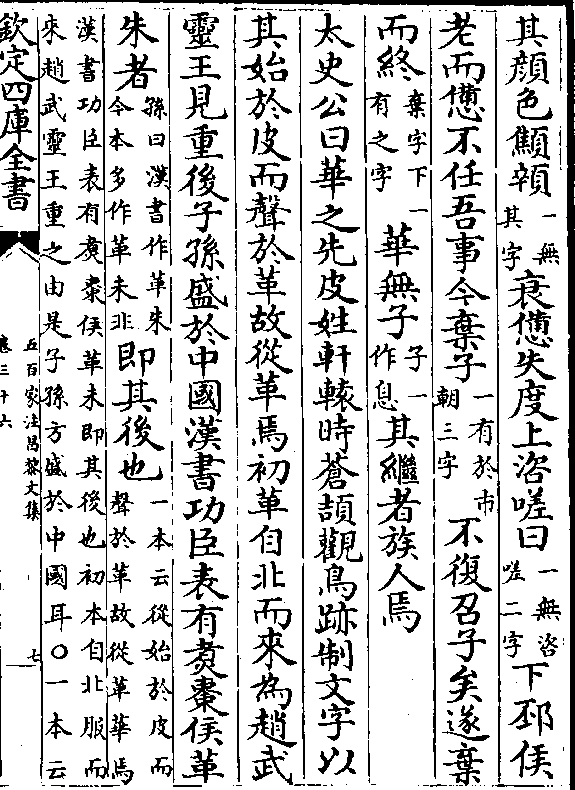 其顔色顦顇一無其字衰憊失度上咨嗟曰一無咨嗟二字下邳侯
老而憊不任吾事今棄子一有於市朝三字不復召子矣遂棄
而終棄字下一有之字華無子子一作息其繼者族人焉
太史公曰華之先皮姓軒轅時蒼頡觀鳥跡制文字以
其始於皮而聲於革故從革焉初革自北而來為趙武
靈王見重後子孫盛於中國漢書功臣表有煑棗侯革
朱者孫曰漢書作革朱今本多作革未非即其後也一本云從始於皮而聲於革故從革華焉
漢書功臣表有煑棗侯革未即其後也初本自北服而
來趙武靈王重之由是子孫方盛於中國耳○一本云
欽定四庫全書
五百家注昌黎文集
卷三十六
七